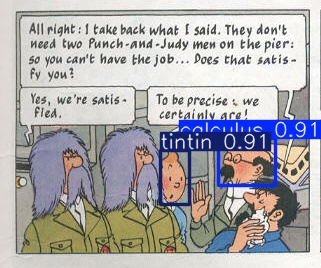 All right: I take back what I said. They don't
need two Punch-and-Judy men on the pier:
so you can't have the job... Does that satis-
fy you?
Yes, we're satis-
fied.
To be precise: we
certainly are!
calculus 0.91
tintin 0.91